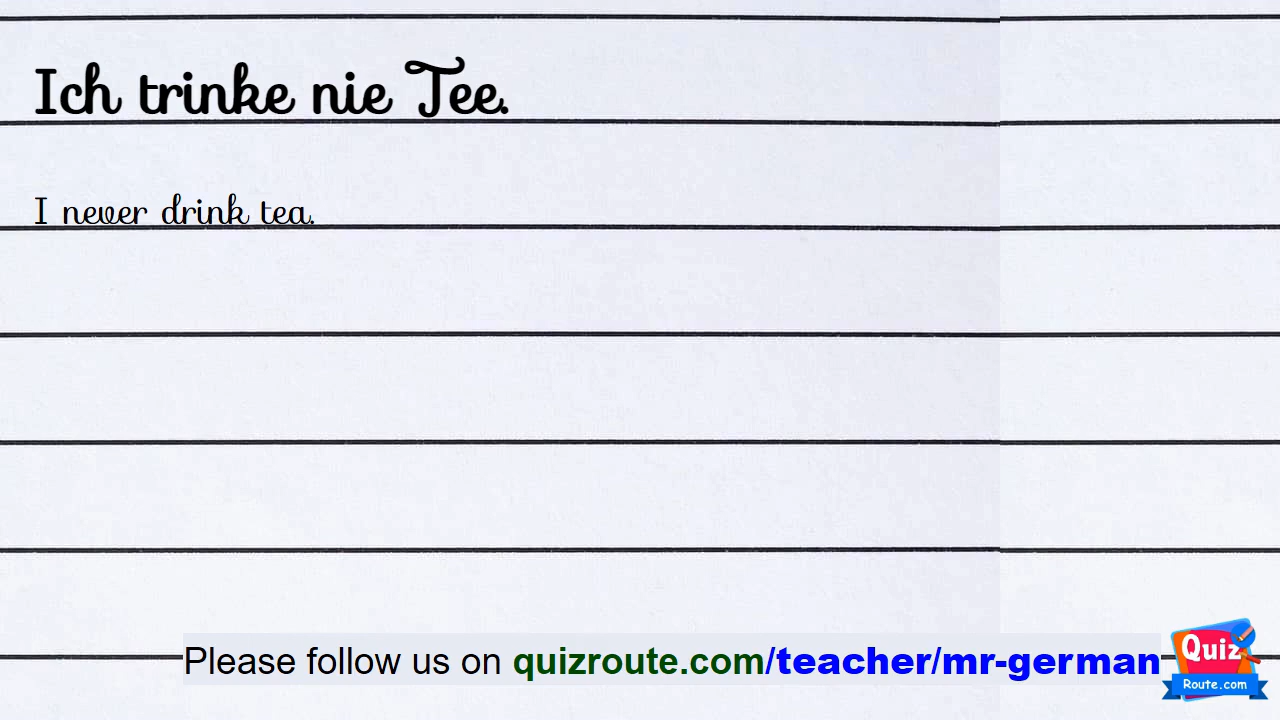 Ich trinke nie Tee.
I never drink tea.
Please follow us on quizroute.com/teacher/mr-german
Quiz
Route.com